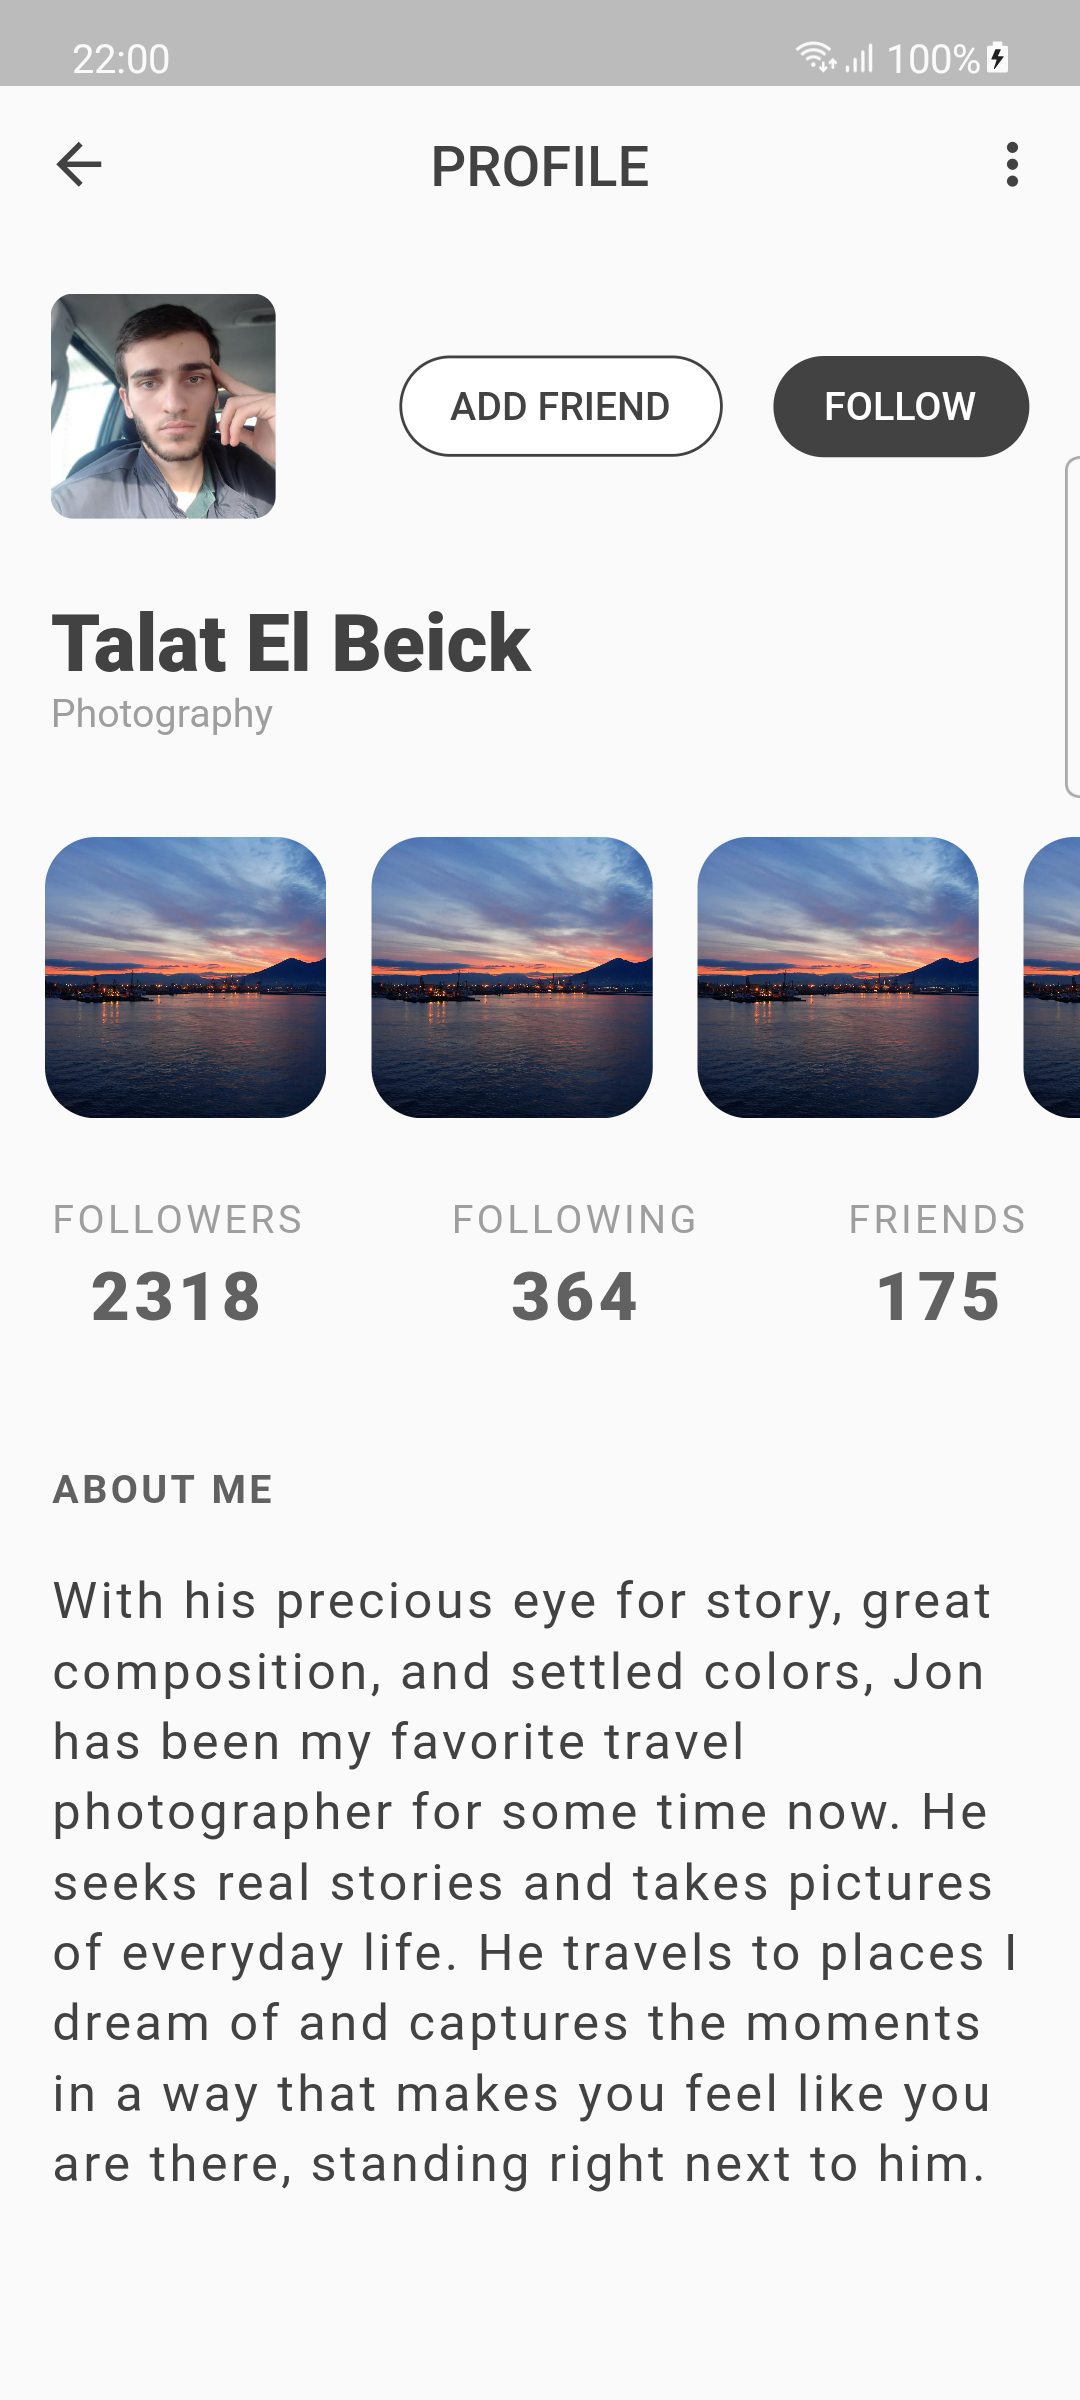 22:00
100%
PROFILE
ADD FRIEND
FOLLOW
Talat El Beick
Photography
FOLLOWERS
FOLLOWING
FRIENDS
2318
364
175
ABOUT ME
With his precious eye for story, great
composition, and settled colors, Jon
has been my favorite travel
photographer for some time now. He
seeks real stories and takes pictures
of everyday life. He travels to places I
dream of and captures the moments
in a way that makes you feel like you
are there, standing right next to him.